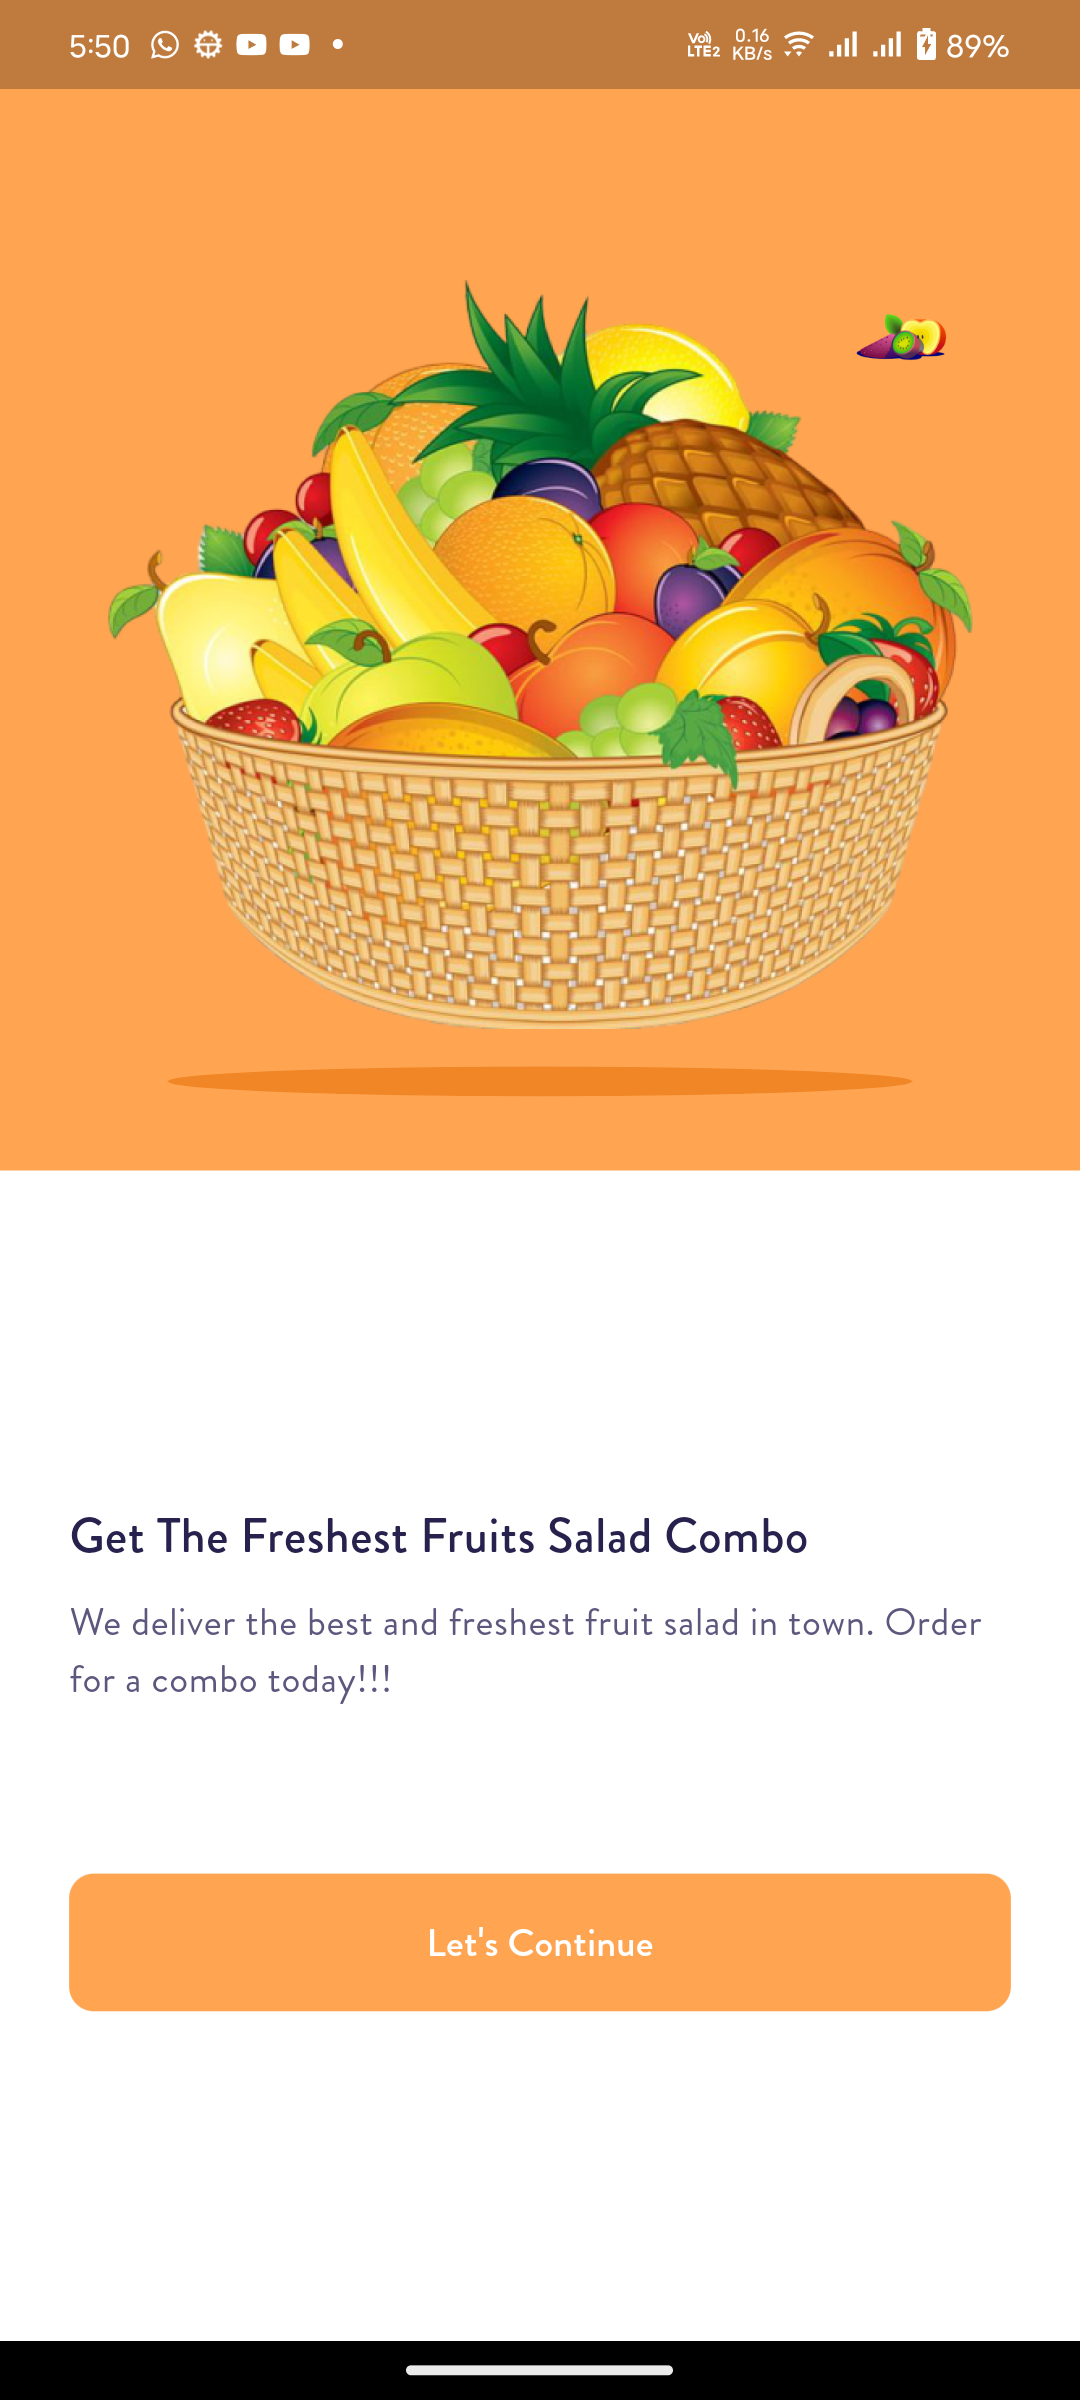 5:50
Vo)) LTE2 0.16 KB/s 89%
Get The Freshest Fruits Salad Combo
We deliver the best and freshest fruit salad in town. Order
for a combo today!!!
Let's Continue